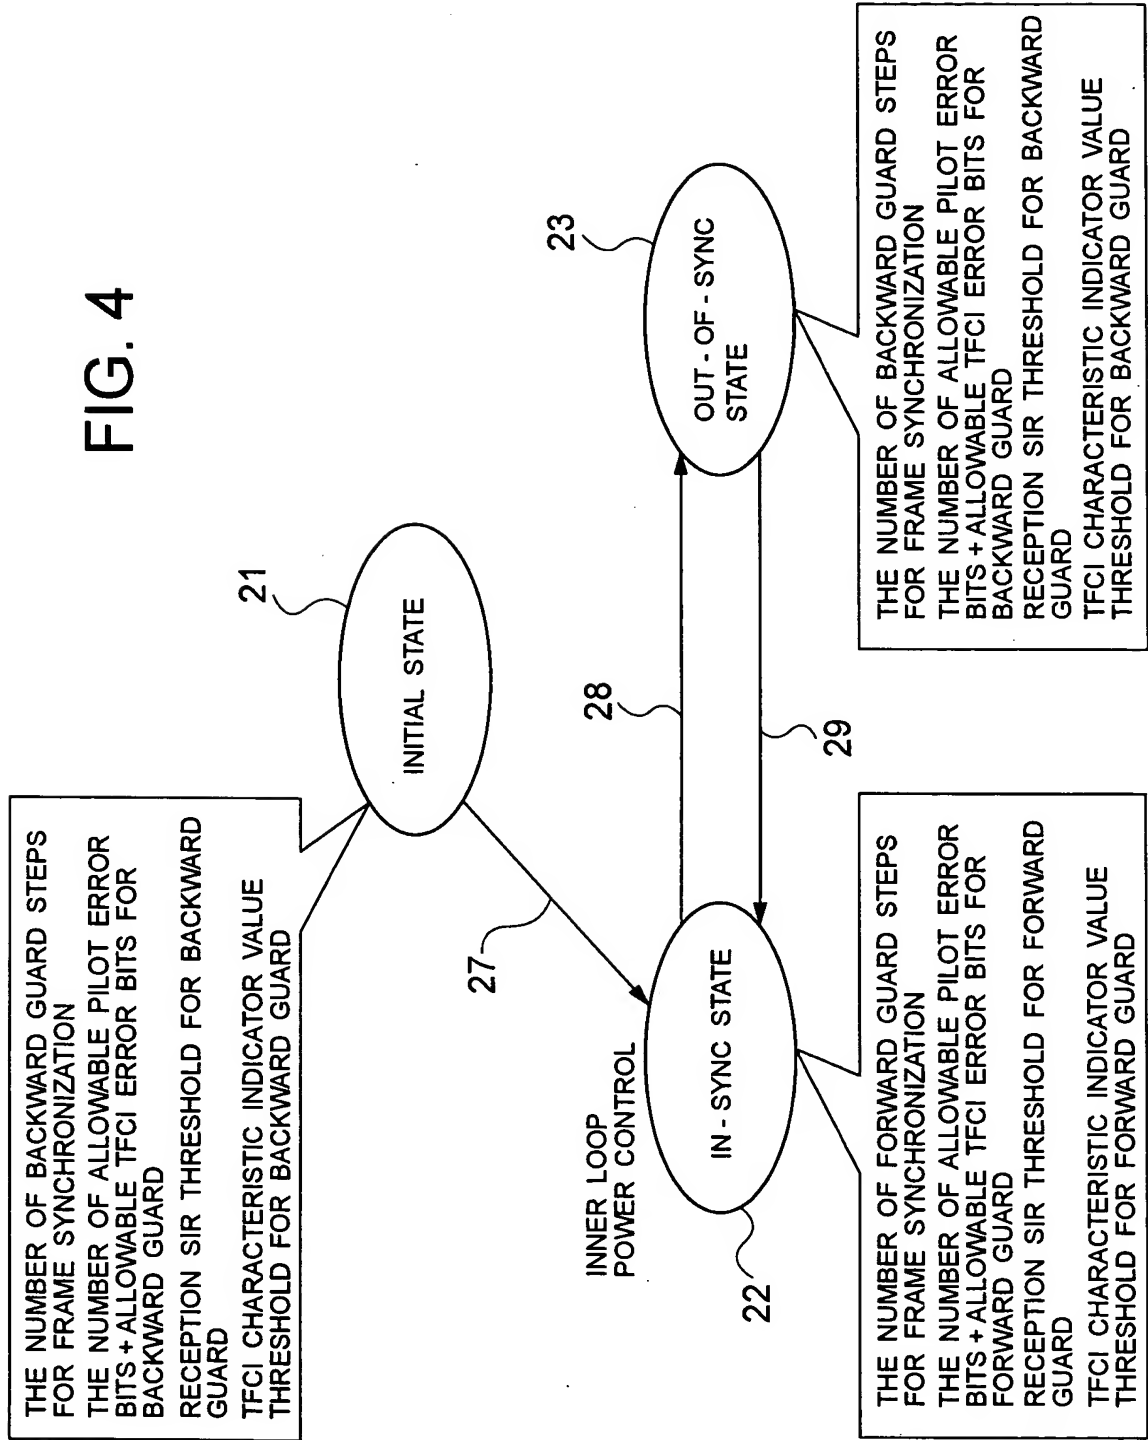 FIG. 4
THE NUMBER OF BACKWARD GUARD STEPS
FOR FRAME SYNCHRONIZATION
THE NUMBER OF ALLOWABLE PILOT ERROR
BITS + ALLOWABLE TFCI ERROR BITS FOR
BACKWARD GUARD
RECEPTION SIR THRESHOLD FOR BACKWARD
GUARD
TFCI CHARACTERISTIC INDICATOR VALUE
THRESHOLD FOR BACKWARD GUARD
21
INITIAL STATE
27
INNER LOOP
POWER CONTROL
28
23
IN - SYNC STATE
OUT - OF - SYNC
STATE
22
29
THE NUMBER OF FORWARD GUARD STEPS
FOR FRAME SYNCHRONIZATION
THE NUMBER OF ALLOWABLE PILOT ERROR
BITS + ALLOWABLE TFCI ERROR BITS FOR
FORWARD GUARD
RECEPTION SIR THRESHOLD FOR FORWARD
GUARD
TFCI CHARACTERISTIC INDICATOR VALUE
THRESHOLD FOR FORWARD GUARD
THE NUMBER OF BACKWARD GUARD STEPS
FOR FRAME SYNCHRONIZATION
THE NUMBER OF ALLOWABLE PILOT ERROR
BITS + ALLOWABLE TFCI ERROR BITS FOR
BACKWARD GUARD
RECEPTION SIR THRESHOLD FOR BACKWARD
GUARD
TFCI CHARACTERISTIC INDICATOR VALUE
THRESHOLD FOR BACKWARD GUARD